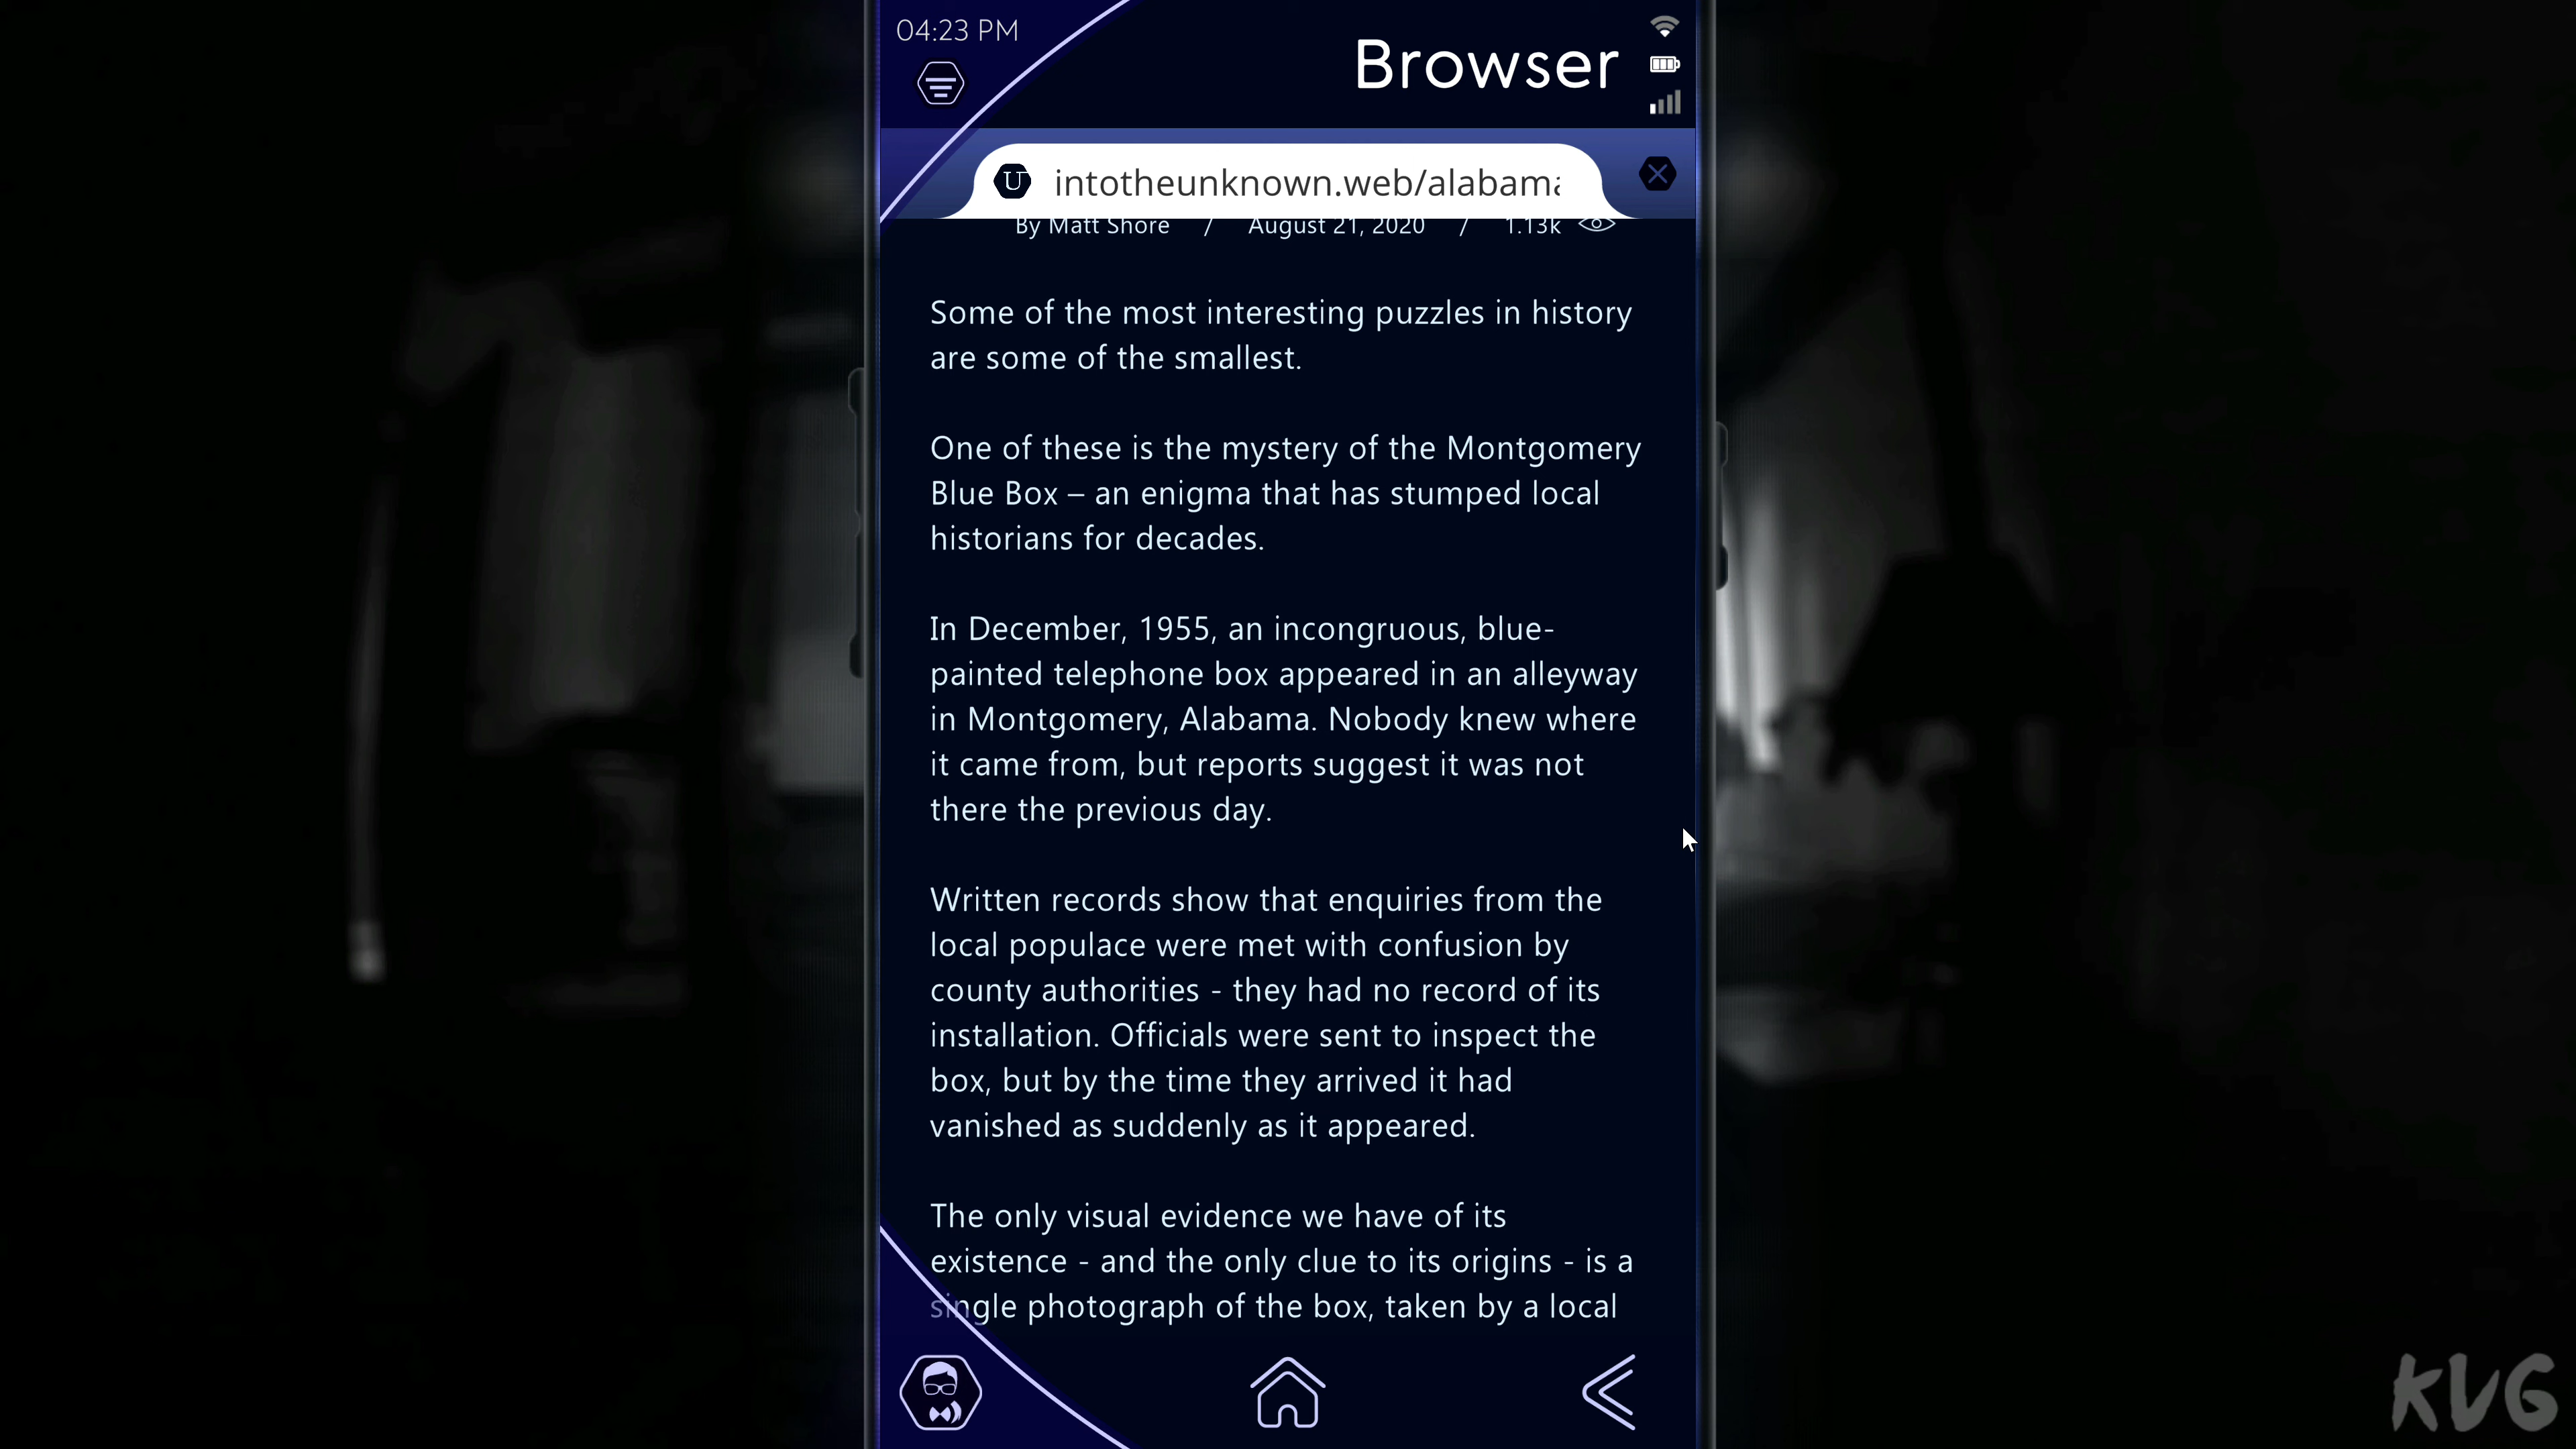 04:23 PM
Browser
U
intotheunknown.web/alabama
By Matt Shore / August 21, 2020 / 1.13k
Some of the most interesting puzzles in history
are some of the smallest.
One of these is the mystery of the Montgomery
Blue Box – an enigma that has stumped local
historians for decades.
In December, 1955, an incongruous, blue-
painted telephone box appeared in an alleyway
in Montgomery, Alabama. Nobody knew where
it came from, but reports suggest it was not
there the previous day.
Written records show that enquiries from the
local populace were met with confusion by
county authorities - they had no record of its
installation. Officials were sent to inspect the
box, but by the time they arrived it had
vanished as suddenly as it appeared.
The only visual evidence we have of its
existence - and the only clue to its origins - is a
single photograph of the box, taken by a local
KVG